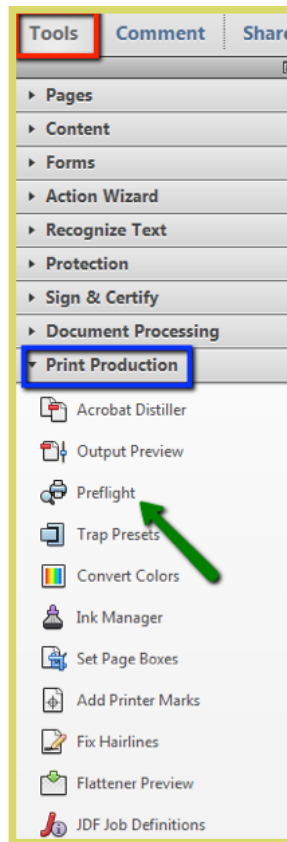 Tools Comment Share
Pages
Content
Forms
Action Wizard
Recognize Text
Protection
Sign & Certify
Document Processing
Print Production
Acrobat Distiller
Output Preview
Preflight
Trap Presets
Convert Colors
Ink Manager
Set Page Boxes
Add Printer Marks
Fix Hairlines
Flattener Preview
JDF Job Definitions